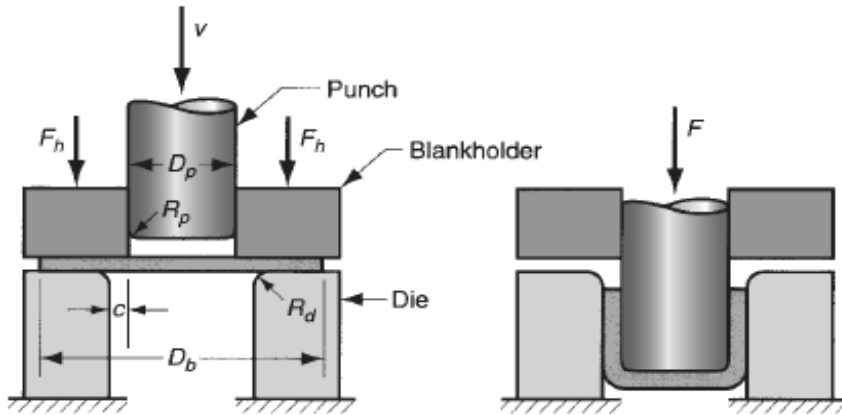 v
Punch
F_h
F_h
Blankholder
D_p
R_p
F
c
R_d
Die
D_b